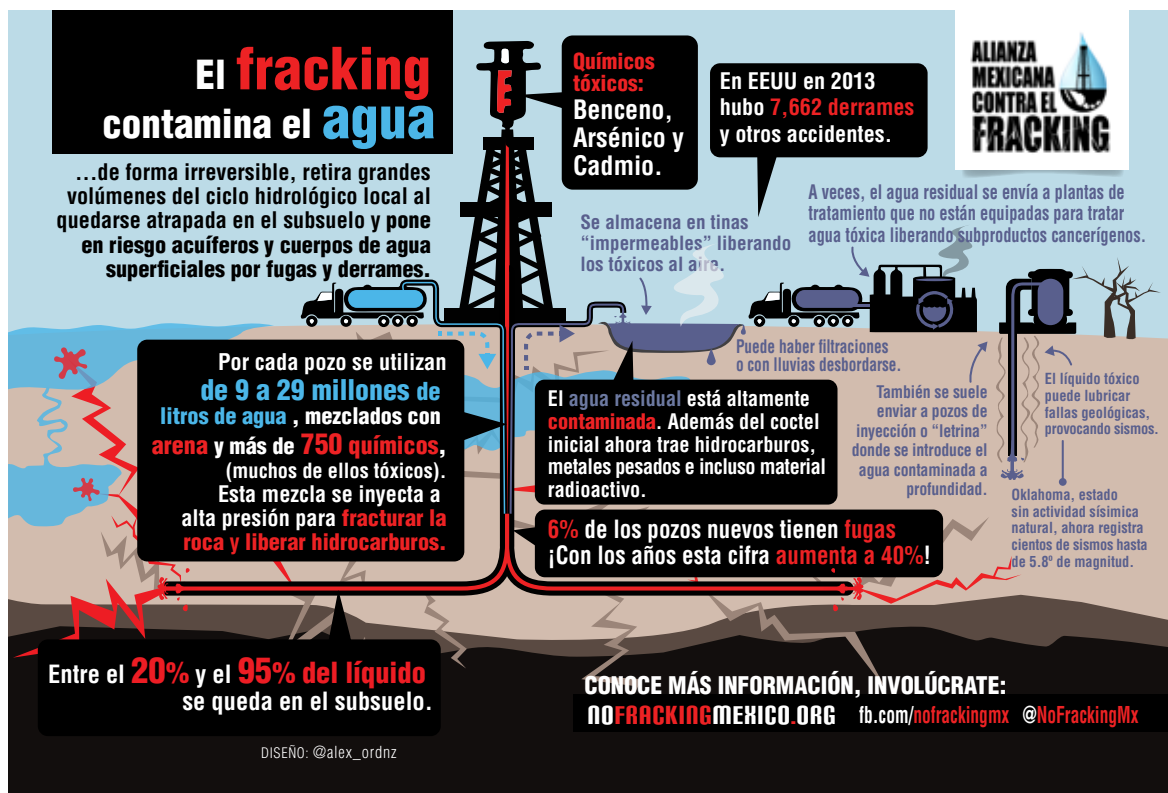 El fracking
contamina el agua
...de forma irreversible, retira grandes
volúmenes del ciclo hidrológico local al
quedarse atrapada en el subsuelo y pone
en riesgo acuíferos y cuerpos de agua
superficiales por fugas y derrames.
Químicos
tóxicos:
Benceno,
Arsénico y
Cadmio.
En EEUU en 2013
hubo 7,662 derrames
y otros accidentes.
ALIANZA
MEXICANA
CONTRA EL
FRACKING
Se almacena en tinas
“impermeables” liberando
los tóxicos al aire.
A veces, el agua residual se envía a plantas de
tratamiento que no están equipadas para tratar
agua tóxica liberando subproductos cancerígenos.
Por cada pozo se utilizan
de 9 a 29 millones de
litros de agua , mezclados con
arena y más de 750 químicos,
(muchos de ellos tóxicos).
Esta mezcla se inyecta a
alta presión para fracturar la
roca y liberar hidrocarburos.
Puede haber filtraciones
o con lluvias desbordarse.
El agua residual está altamente
contaminada. Además del coctel
inicial ahora trae hidrocarburos,
metales pesados e incluso material
radioactivo.
También se suele
enviar a pozos de
inyección o “letrina”
donde se introduce el
agua contaminada a
profundidad.
El líquido tóxico
puede lubricar
fallas geológicas,
provocando sismos.
Oklahoma, estado
sin actividad sísimica
natural, ahora registra
cientos de sismos hasta
de 5.8º de magnitud.
6% de los pozos nuevos tienen fugas
¡Con los años esta cifra aumenta a 40%!
Entre el 20% y el 95% del líquido
se queda en el subsuelo.
CONOCE MÁS INFORMACIÓN, INVOLÚCRATE:
NOFRACKINGMEXICO.ORG fb.com/nofrackingmx @NoFrackingMx
DISEÑO: @alex_ordnz